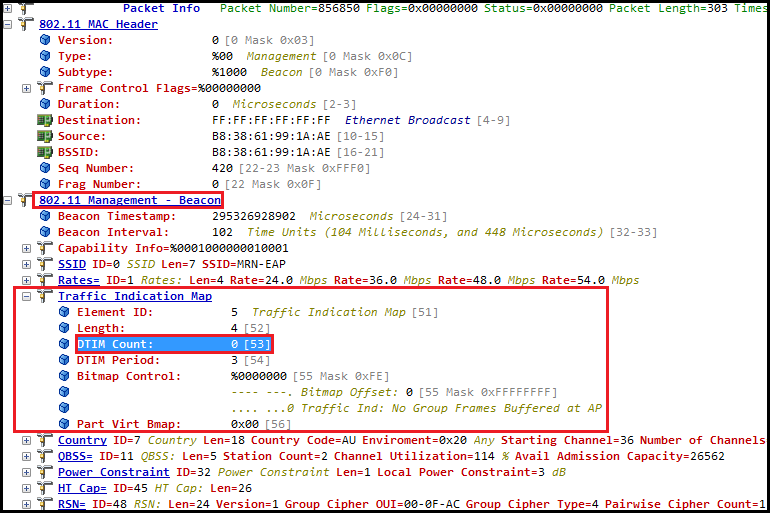 Packet Info Packet Number=856850 Flags=0x00000000 Status=0x00000000 Packet Length=303 Times
802.11 MAC Header
Version: 0 [0 Mask 0x03]
Type: %00 Management [0 Mask 0x0C]
Subtype: %1000 Beacon [0 Mask 0xF0]
Frame Control Flags=%00000000
Duration: 0 Microseconds [2-3]
Destination: FF:FF:FF:FF:FF:FF Ethernet Broadcast [4-9]
Source: B8:38:61:99:1A:AE [10-15]
BSSID: B8:38:61:99:1A:AE [16-21]
Seq Number: 420 [22-23 Mask 0xFFF0]
Frag Number: 0 [22 Mask 0x0F]
802.11 Management - Beacon
Beacon Timestamp: 295326928902 Microseconds [24-31]
Beacon Interval: 102 Time Units (104 Milliseconds, and 448 Microseconds) [32-33]
Capability Info=%0001000000010001
SSID ID=0 SSID Len=7 SSID=MRN-EAP
Rates= ID=1 Rates: Len=4 Rate=24.0 Mbps Rate=36.0 Mbps Rate=48.0 Mbps Rate=54.0 Mbps
Traffic Indication Map
Element ID: 5 Traffic Indication Map [51]
Length: 4 [52]
DTIM Count: 0 [53]
DTIM Period: 3 [54]
Bitmap Control: %0000000 [55 Mask 0xFE]
---- ---. Bitmap Offset: 0 [55 Mask 0xFFFFFFFF]
.... ...0 Traffic Ind: No Group Frames Buffered at AP
Part Virt Bmap: 0x00 [56]
Country ID=7 Country Len=18 Country Code=AU Enviroment=0x20 Any Starting Channel=36 Number of Channels
QBSS= ID=11 QBSS: Len=5 Station Count=2 Channel Utilization=114 % Avail Admission Capacity=26562
Power Constraint ID=32 Power Constraint Len=1 Local Power Constraint=3 dB
HT Cap= ID=45 HT Cap: Len=26
RSN= ID=48 RSN: Len=24 Version=1 Group Cipher OUI=00-0F-AC Group Cipher Type=4 Pairwise Cipher Count=1